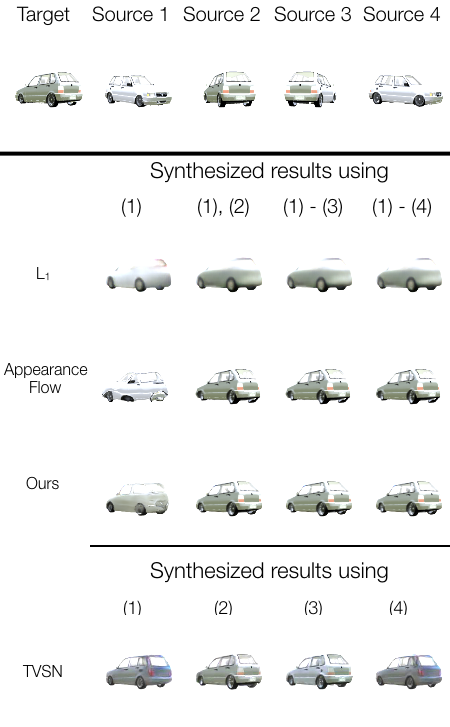 Target Source 1 Source 2 Source 3 Source 4
Synthesized results using
(1) (1), (2) (1) - (3) (1) - (4)
L₁
Appearance
Flow
Ours
Synthesized results using
(1) (2) (3) (4)
TVSN